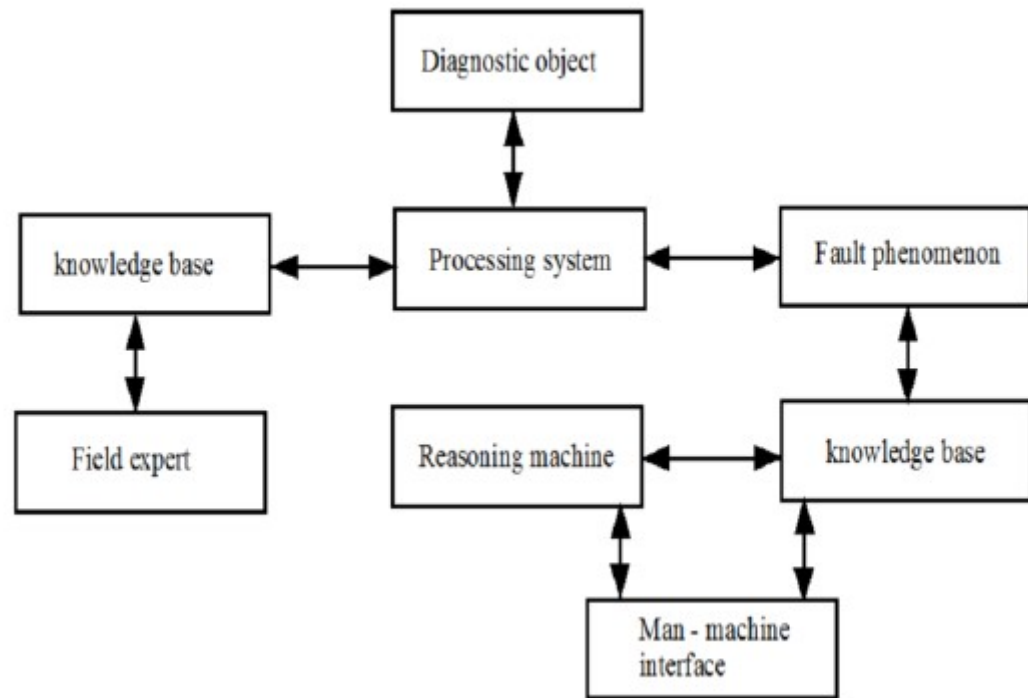 Diagnostic object
knowledge base
Processing system
Fault phenomenon
Field expert
Reasoning machine
knowledge base
Man - machine
interface